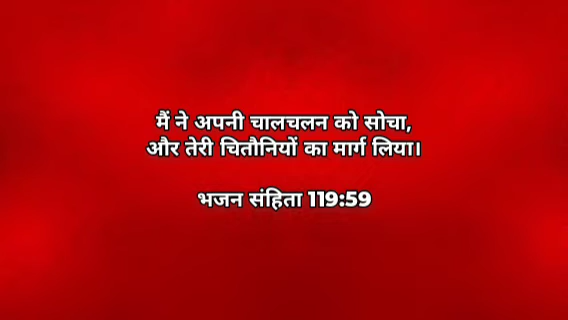 मैं ने अपनी चालचलन को सोचा,
और तेरी चितौनियों का मार्ग लिया।
भजन संहिता 119:59